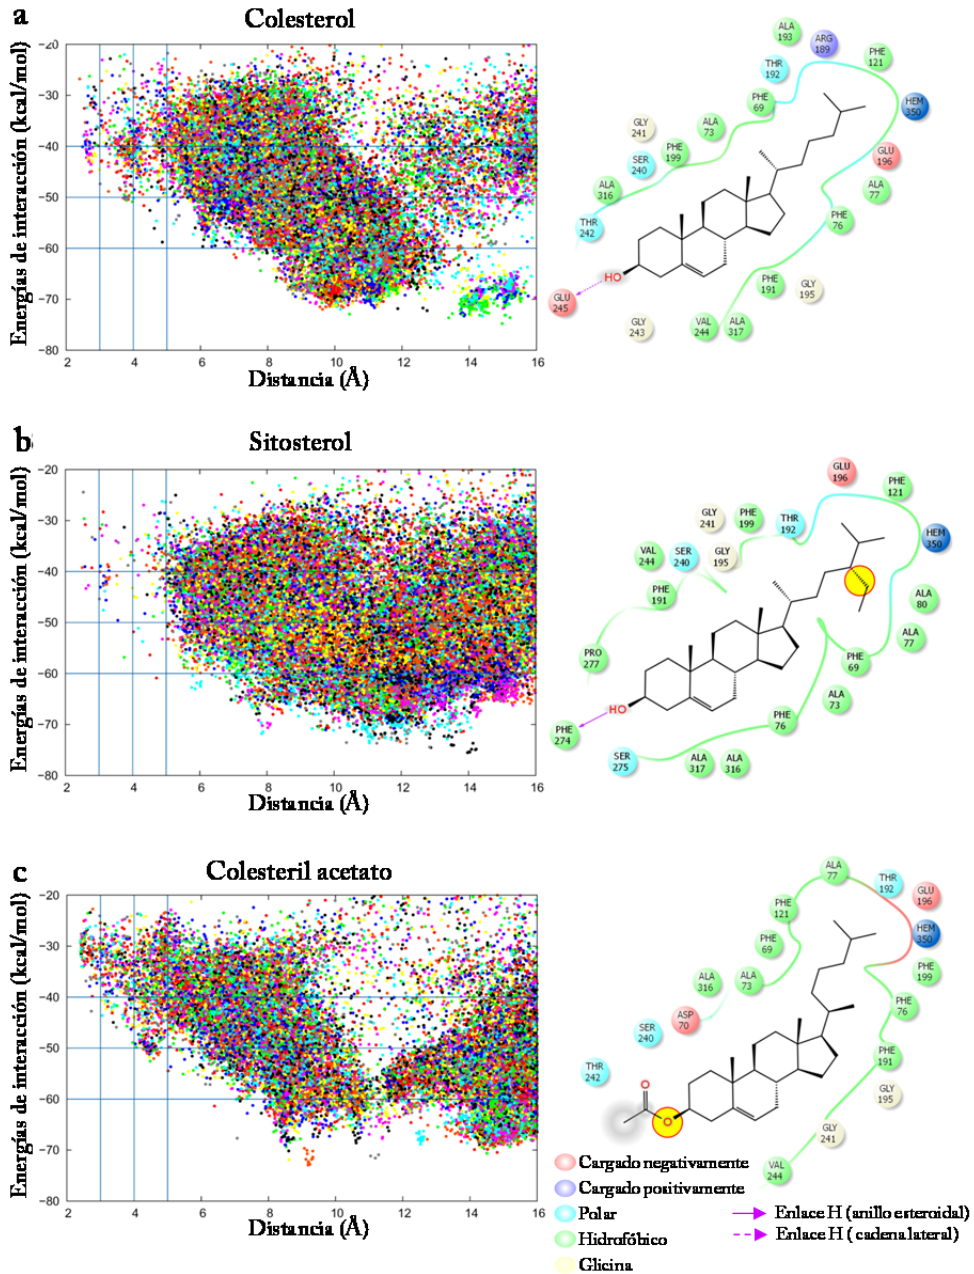 a
Colesterol
Energías de interacción (kcal/mol)
−20
−30
−40
−50
−60
−70
−80
2 4 6 8 10 12 14 16
Distancia (Å)
ALA 193
ARG 189
THR 192
PHE 121
PHE 69
HEM 350
GLY 241
ALA 73
SER 240
PHE 199
GLU 196
ALA 77
ALA 316
PHE 76
THR 242
HO
GLU 245
PHE 191
GLY 195
GLY 243
VAL 244
ALA 317
b
Sitosterol
Energías de interacción (kcal/mol)
−20
−30
−40
−50
−60
−70
−80
2 4 6 8 10 12 14 16
Distancia (Å)
GLU 196
PHE 121
GLY 241
PHE 199
THR 192
HEM 350
VAL 244
SER 240
GLY 195
PHE 191
ALA 80
ALA 77
PRO 277
PHE 69
ALA 73
HO
PHE 76
PHE 274
SER 275
ALA 317
ALA 316
c
Colesteril acetato
Energías de interacción (kcal/mol)
−20
−30
−40
−50
−60
−70
−80
2 4 6 8 10 12 14 16
Distancia (Å)
ALA 77
THR 192
GLU 196
PHE 121
HEM 350
PHE 69
ALA 316
ALA 73
PHE 199
PHE 76
ASP 70
SER 240
PHE 191
THR 242
GLY 195
O
O
GLY 241
VAL 244
Cargado negativamente
Cargado positivamente
Polar
Hidrofóbico
Glicina
Enlace H (anillo esteroidal)
Enlace H ( cadena lateral)